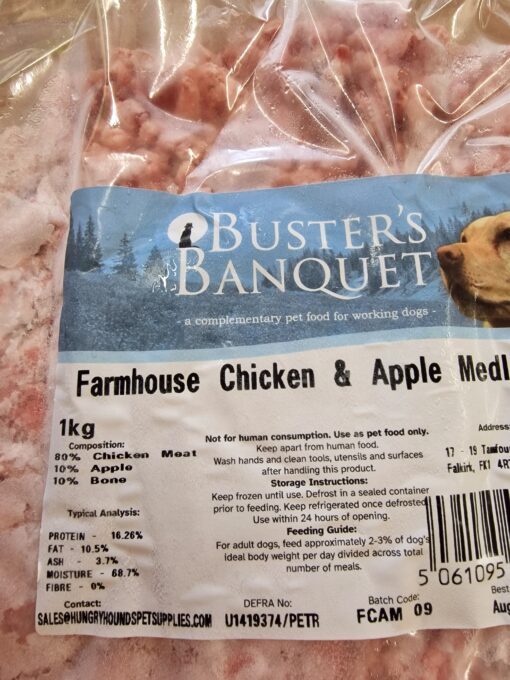 BUSTER'S
BANQUET
a complementary pet food for working dogs -
Farmhouse Chicken & Apple Medl
1kg
Composition:
80% Chicken Meat
10% Apple
10% Bone
Typical Analysis:
PROTEIN - 16.26%
FAT - 10.5%
ASH - 3.7%
MOISTURE - 68.7%
FIBRE - 0%
Contact:
SALES@HUNGRYHOUNDSPETSUPPLIES.COM
Not for human consumption. Use as pet food only.
Keep apart from human food.
Wash hands and clean tools, utensils and surfaces
after handling this product.
Storage Instructions:
Keep frozen until use. Defrost in a sealed container
prior to feeding. Keep refrigerated once defrosted
Use within 24 hours of opening.
Feeding Guide:
For adult dogs, feed approximately 2-3% of dog's
ideal body weight per day divided across total
number of meals.
DEFRA No:
U1419374/PETR
Batch Code:
FCAM 09
Address
17 - 19
Falkirk, FK1
5 061095
Best
Aug